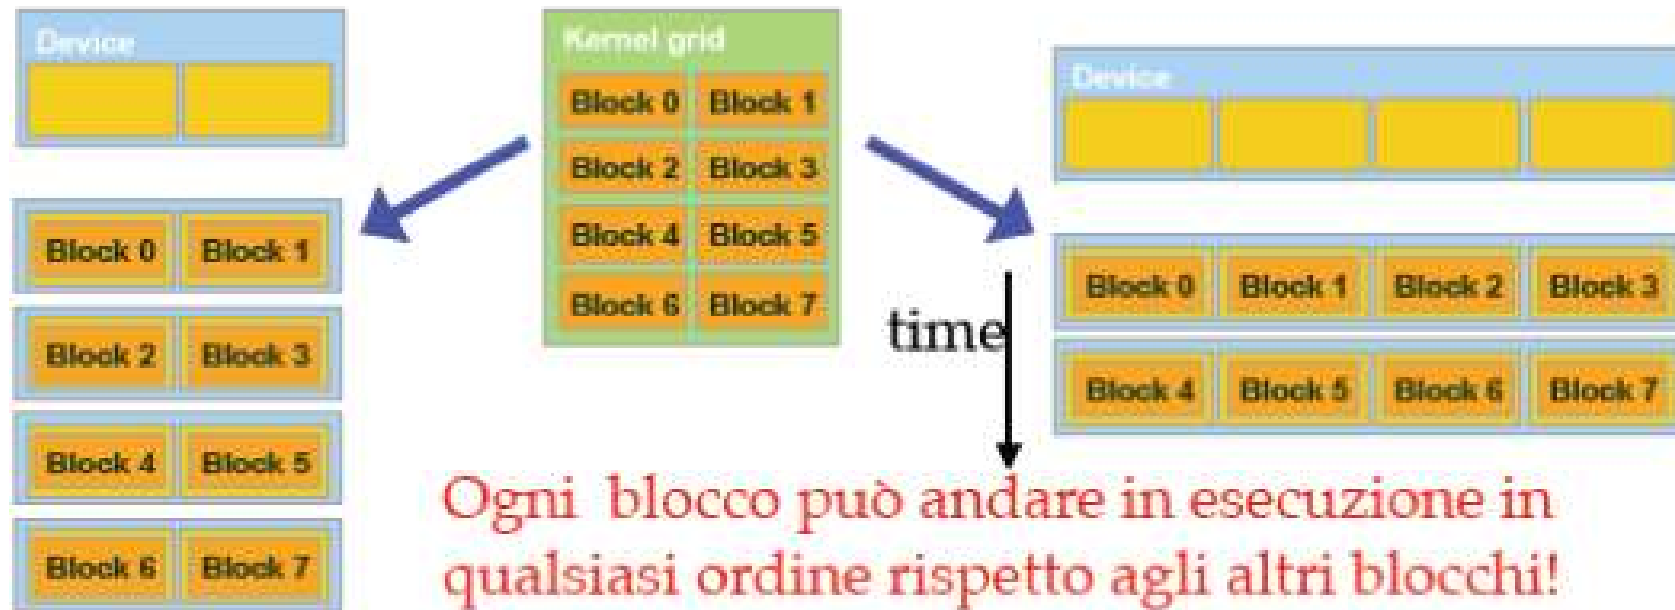 Device
Block 0 Block 1
Block 2 Block 3
Block 4 Block 5
Block 6 Block 7
Kernel grid
Block 0 Block 1
Block 2 Block 3
Block 4 Block 5
Block 6 Block 7
Device
time
Block 0 Block 1 Block 2 Block 3
Block 4 Block 5 Block 6 Block 7
Ogni blocco può andare in esecuzione in
qualsiasi ordine rispetto agli altri blocchi!